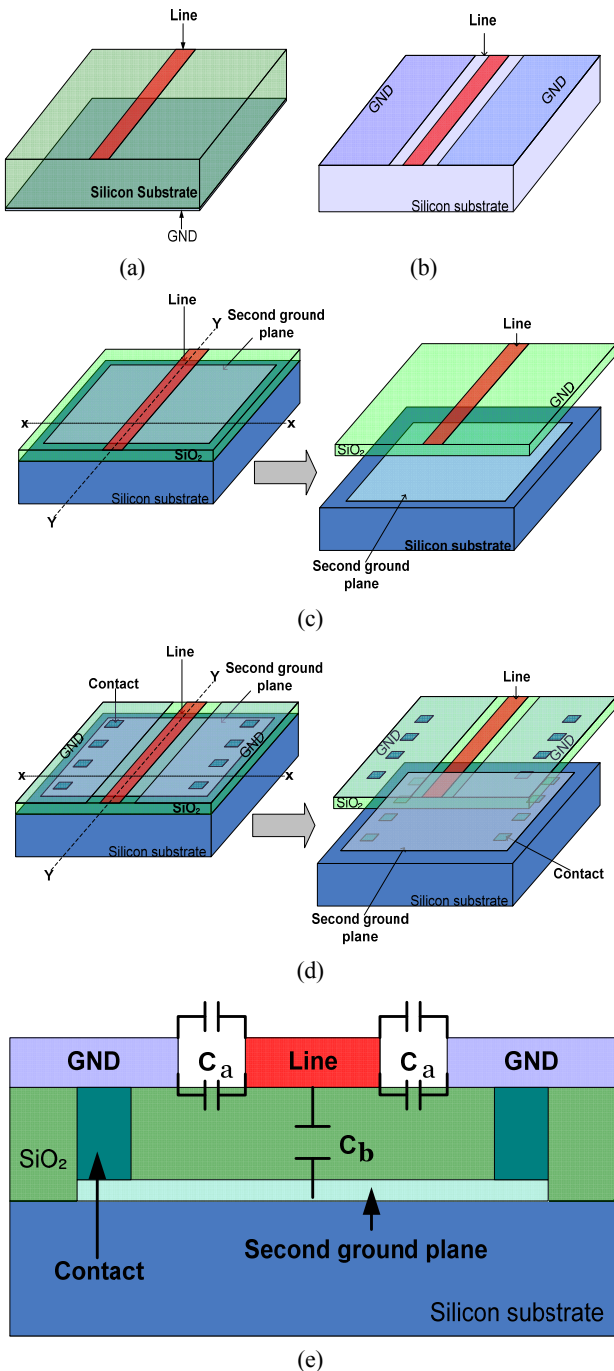 Line
Silicon Substrate
GND
(a)
Line
GND
GND
Silicon substrate
(b)
Line
Y
Second ground
plane
x
x
SiO₂
Silicon substrate
Y
Line
GND
SiO₂
Silicon substrate
Second ground
plane
(c)
Line
Contact
Y
Second ground
plane
GND
GND
x
x
SiO₂
Silicon substrate
Y
Line
GND
GND
SiO₂
Contact
Silicon substrate
Second ground
plane
(d)
GND
Ca
Line
Ca
GND
SiO₂
Cb
Second ground plane
Contact
Silicon substrate
(e)